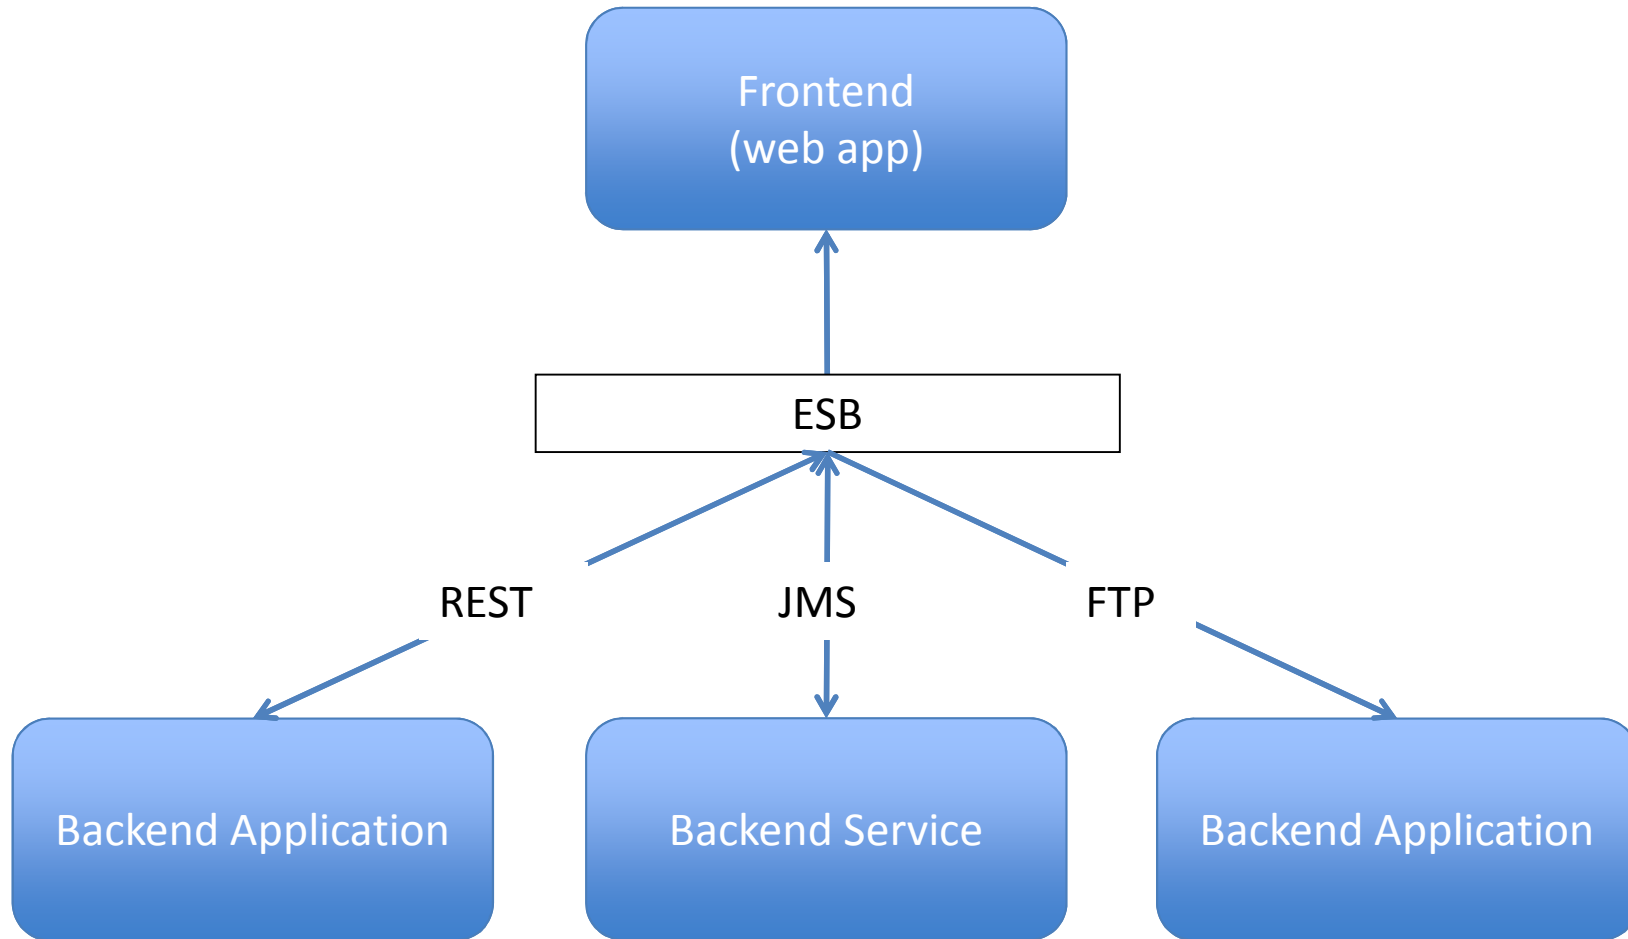 Frontend
(web app)
ESB
REST
JMS
FTP
Backend Application
Backend Service
Backend Application